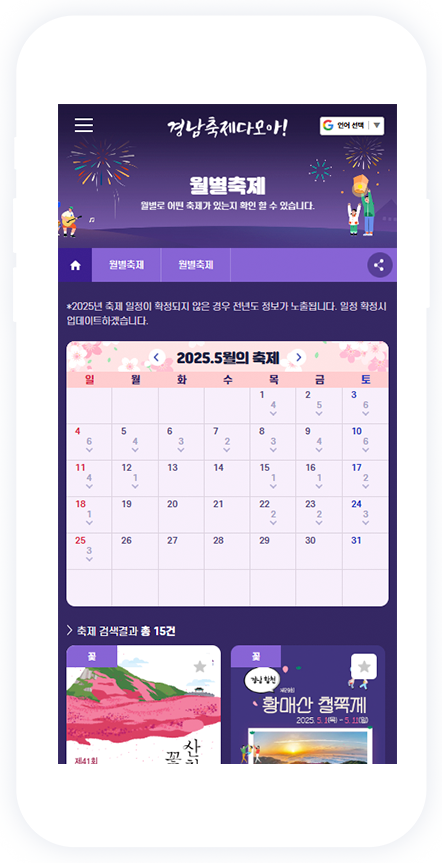 경남축제다모아!
언어 선택 ▼
월별축제
월별로 어떤 축제가 있는지 확인 할 수 있습니다.
월별축제 월별축제
*2025년 축제 일정이 확정되지 않은 경우 전년도 정보가 노출됩니다. 일정 확정시
업데이트하겠습니다.
2025.5월의 축제
일 월 화 수 목 금 토
1 2 3
4 5 6
4 5 6 7 8 9 10
6 4 3 2 3 4 6
11 12 13 14 15 16 17
4 1 1 1 2
18 19 20 21 22 23 24
1 2 2 3
25 26 27 28 29 30 31
3
축제 검색결과 총 15건
꽃 꽃
제41회
경남 합천
제29회
황매산 철쭉제
2025. 5. 1(목) - 5. 11(일)